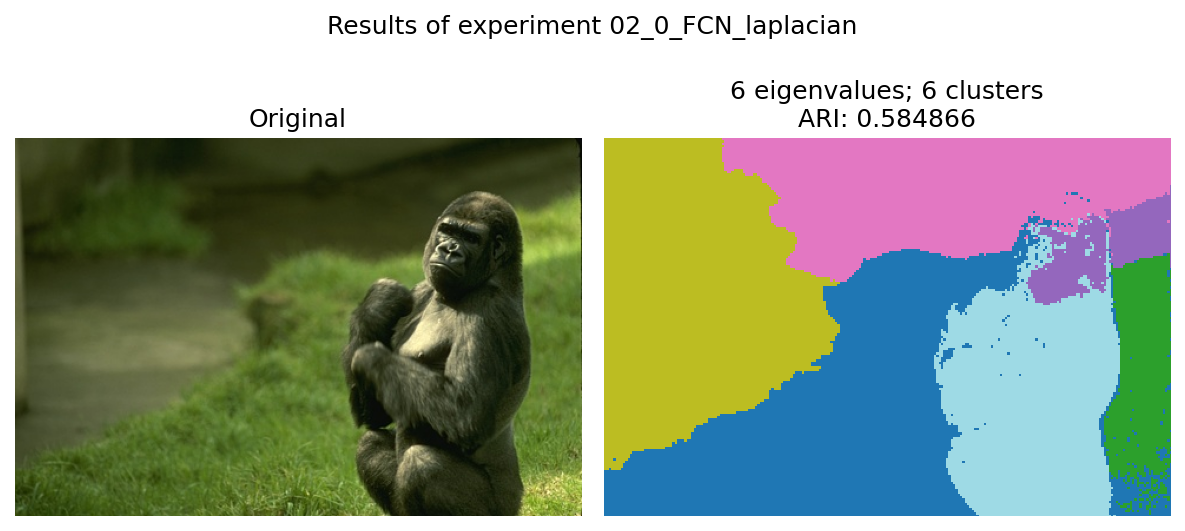 Results of experiment 02_0_FCN_laplacian
Original
6 eigenvalues; 6 clusters
ARI: 0.584866